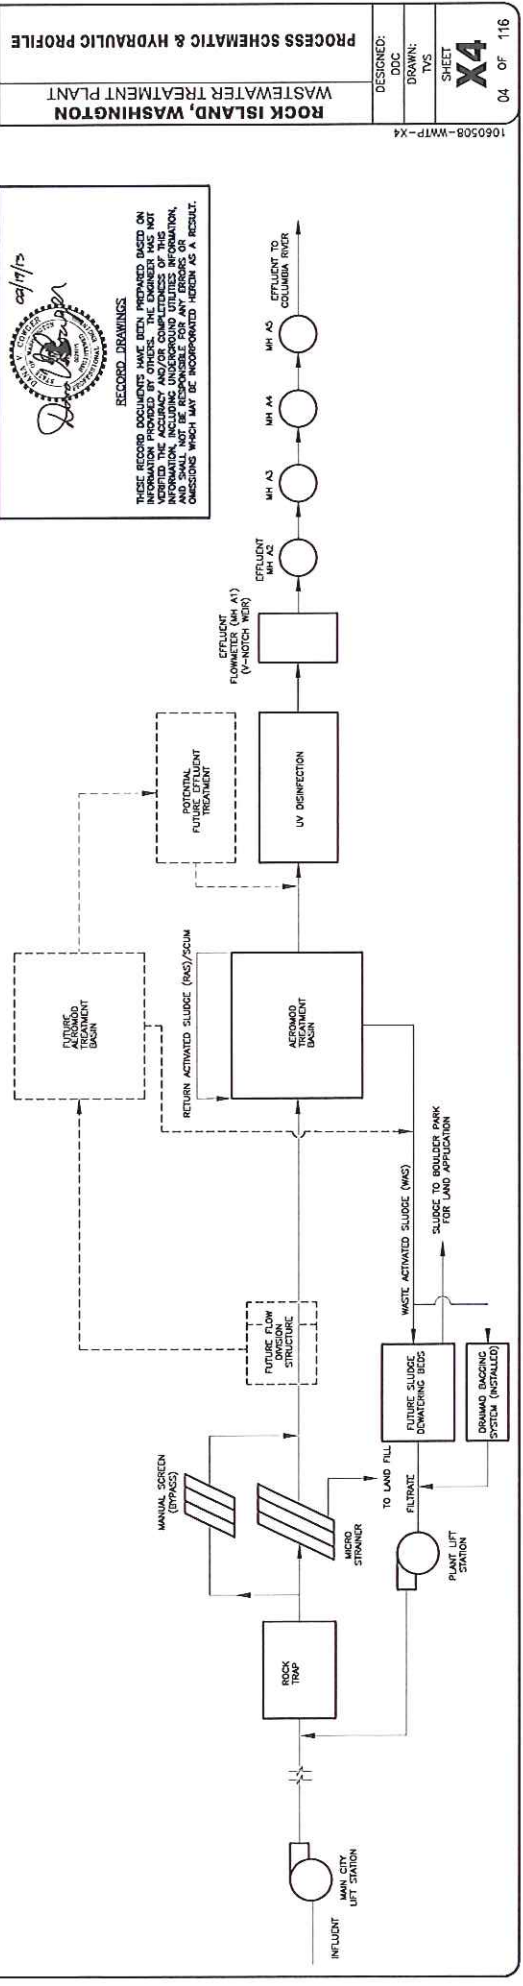 INFLUENT
MAIN CITY
LIFT STATION
ROCK
TRAP
MANUAL SCREEN
(BYPASS)
MICRO
STRAINER
TO LAND FILL
FILTRATE
PLANT LIFT
STATION
FUTURE SLUDGE
DEWATERING BEDS
DRAIMAD BAGGING
SYSTEM (INSTALLED)
SLUDGE TO BOULDER PARK
FOR LAND APPLICATION
WASTE ACTIVATED SLUDGE (WAS)
FUTURE FLOW
DIVISION
STRUCTURE
FUTURE
AEROMOD
TREATMENT
BASIN
RETURN ACTIVATED SLUDGE (RAS)/SCUM
AEROMOD
TREATMENT
BASIN
POTENTIAL
FUTURE EFFLUENT
TREATMENT
UV DISINFECTION
EFFLUENT
FLOWMETER (MH A1)
(V-NOTCH WEIR)
EFFLUENT
MH A2
MH A3
MH A4
MH A5
EFFLUENT TO
COLUMBIA RIVER
DANA V. COWGER
RECORD DRAWINGS
THESE RECORD DOCUMENTS HAVE BEEN PREPARED BASED ON
INFORMATION PROVIDED BY OTHERS. THE ENGINEER HAS NOT
VERIFIED THE ACCURACY AND/OR COMPLETENESS OF THIS
INFORMATION, INCLUDING UNDERGROUND UTILITIES INFORMATION,
AND SHALL NOT BE RESPONSIBLE FOR ANY ERRORS OR
OMISSIONS WHICH MAY BE INCORPORATED HEREIN AS A RESULT.
ROCK ISLAND, WASHINGTON
WASTEWATER TREATMENT PLANT
PROCESS SCHEMATIC & HYDRAULIC PROFILE
DESIGNED:
DDC
DRAWN:
TVS
SHEET
X4
04 OF 116
1060508-WWTP-X4